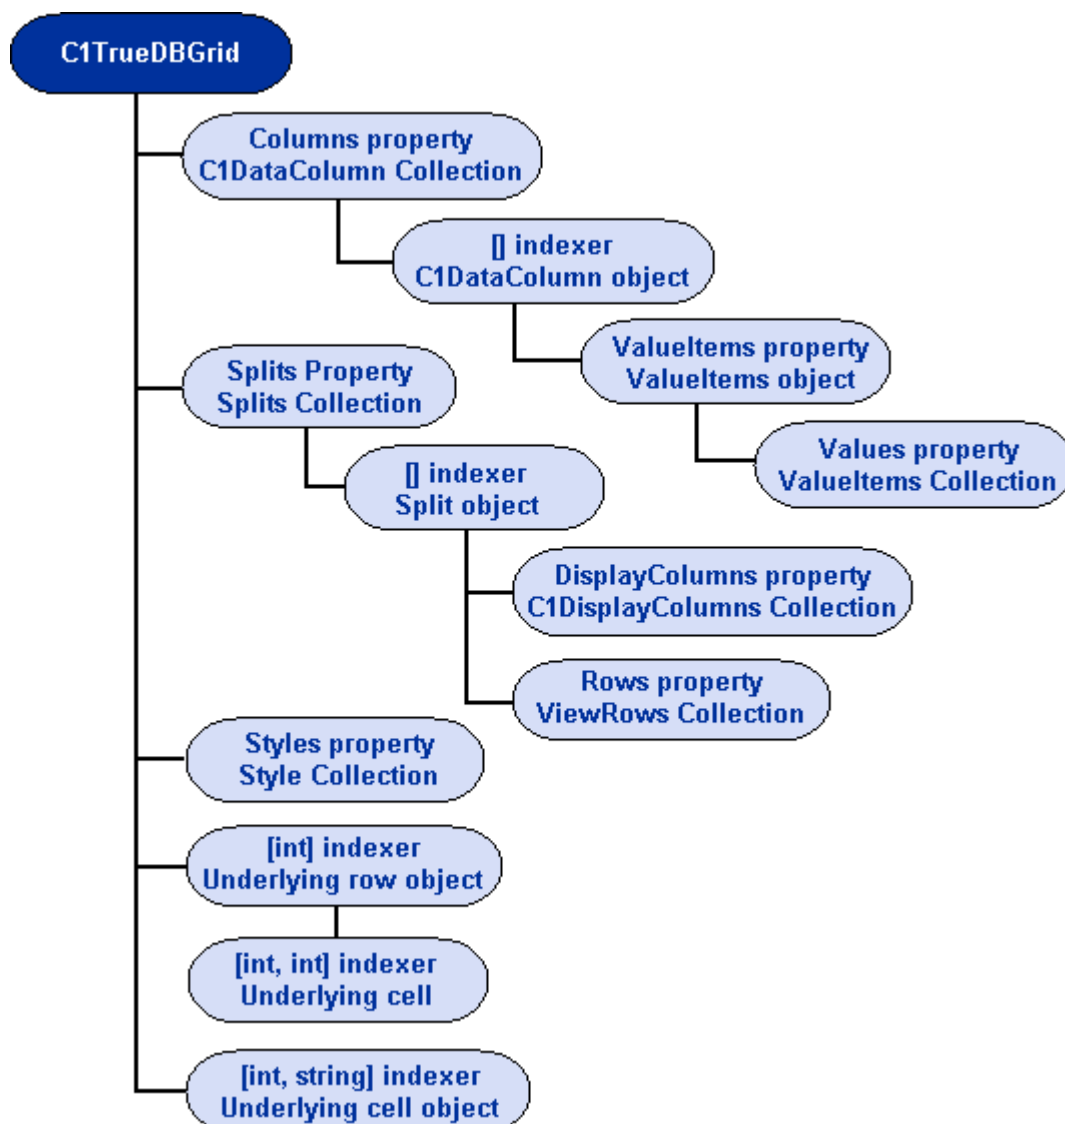 C1TrueDBGrid
Columns property
C1DataColumn Collection
[] indexer
C1DataColumn object
ValueItems property
ValueItems object
Values property
ValueItems Collection
Splits Property
Splits Collection
[] indexer
Split object
DisplayColumns property
C1DisplayColumns Collection
Rows property
ViewRows Collection
Styles property
Style Collection
[int] indexer
Underlying row object
[int, int] indexer
Underlying cell
[int, string] indexer
Underlying cell object